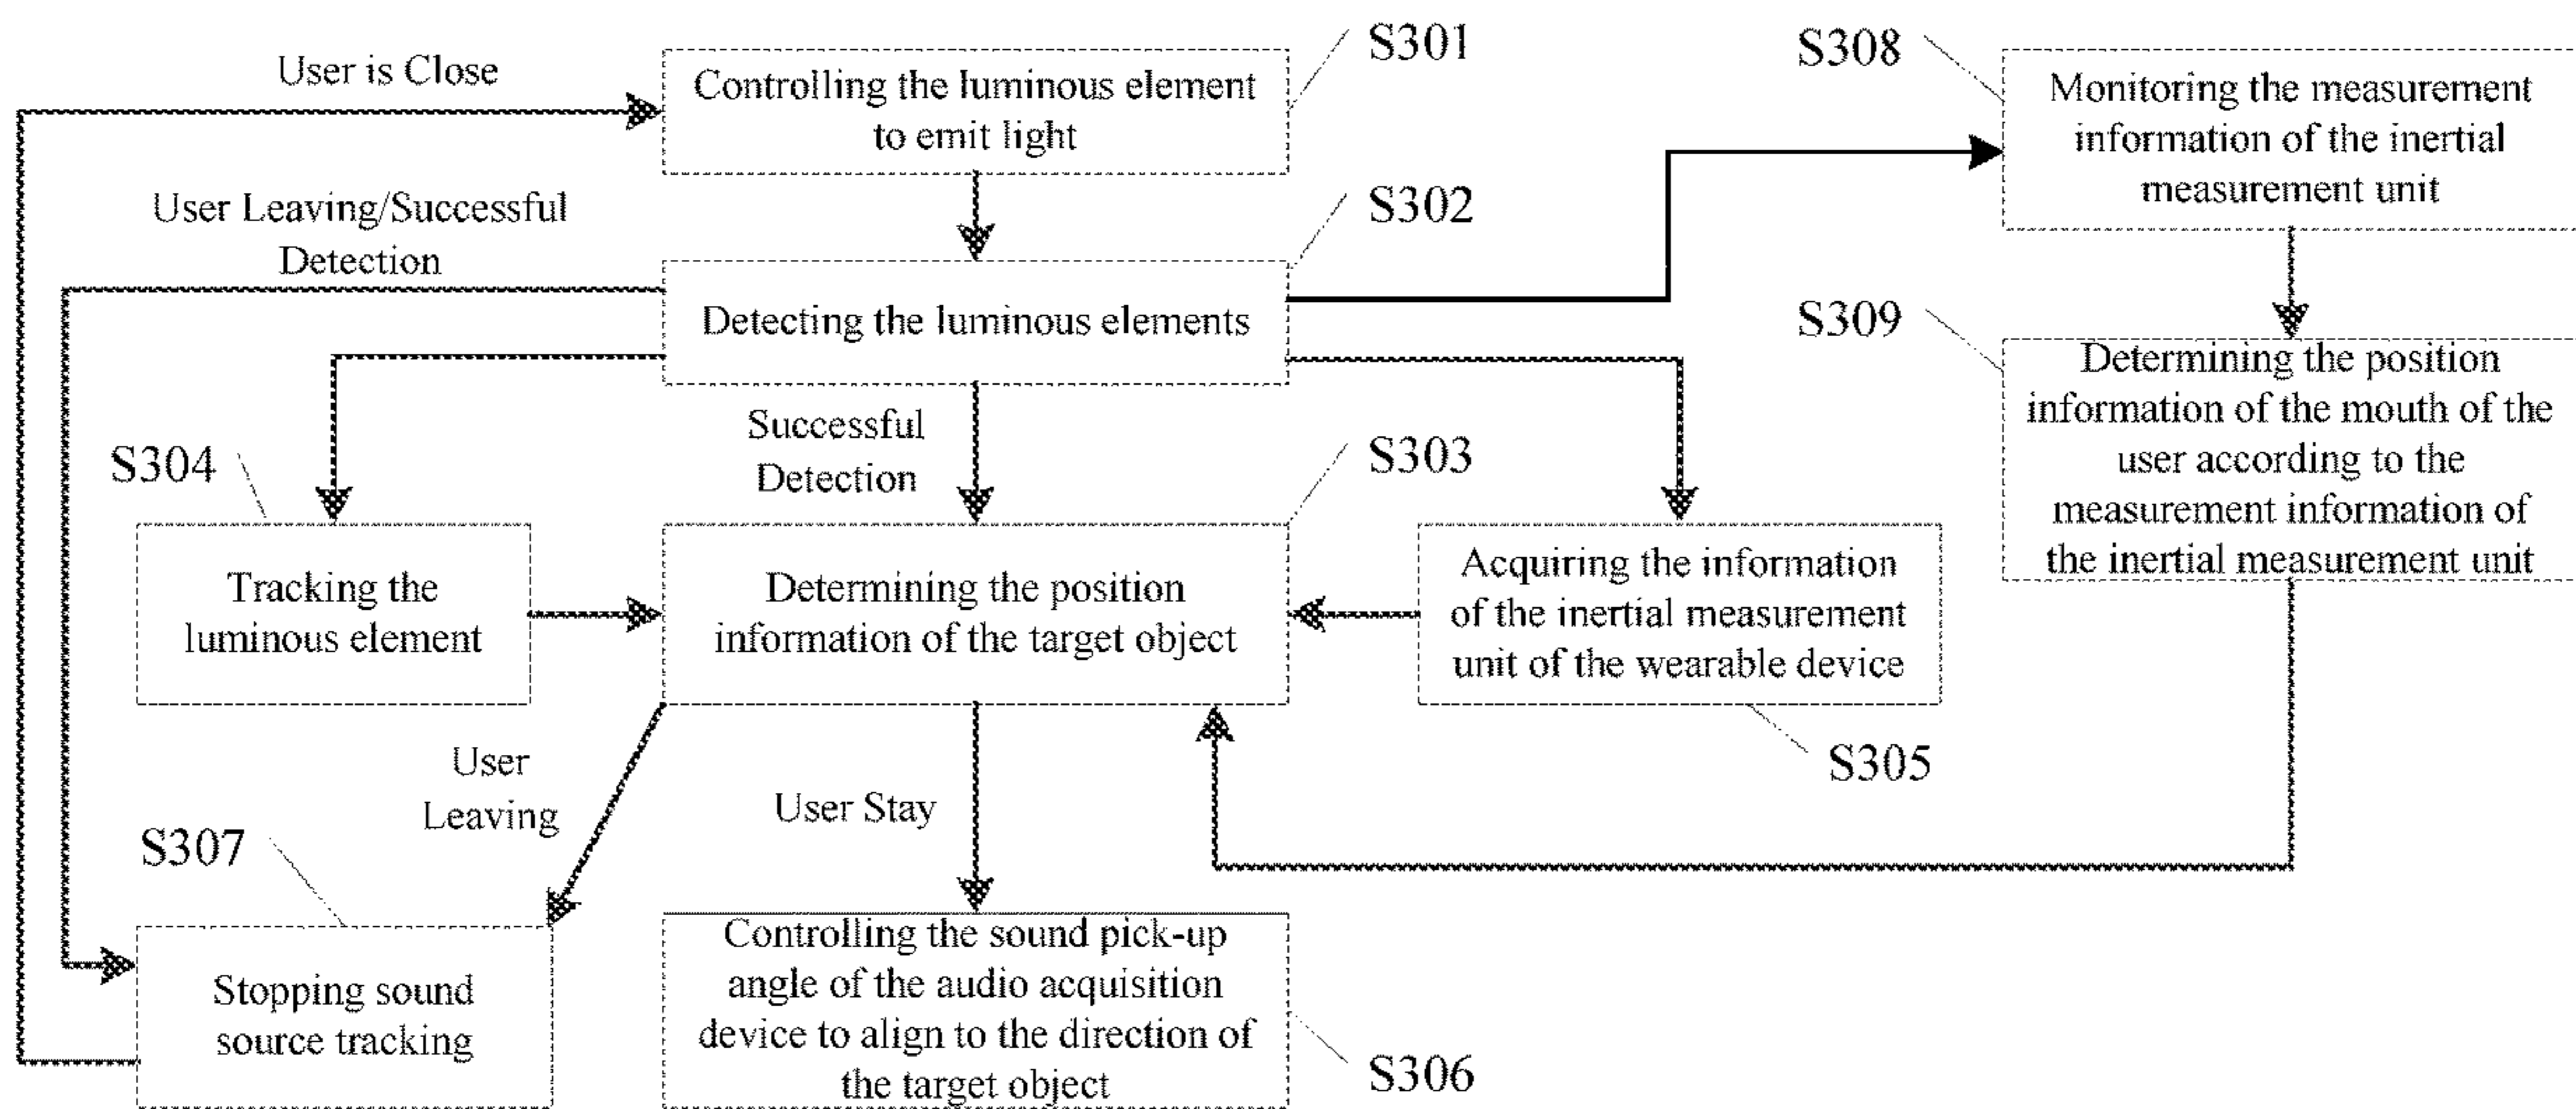 User is Close
Controlling the luminous element
to emit light
S301
S308
Monitoring the measurement
information of the inertial
measurement unit
User Leaving/Successful
Detection
S302
Detecting the luminous elements
S309
Determining the position
information of the mouth of the
user according to the
measurement information of
the inertial measurement unit
Successful
Detection
S304
S303
Tracking the
luminous element
Determining the position
information of the target object
Acquiring the information
of the inertial measurement
unit of the wearable device
S305
User
Leaving
User Stay
S307
Stopping sound
source tracking
Controlling the sound pick-up
angle of the audio acquisition
device to align to the direction of
the target object
S306